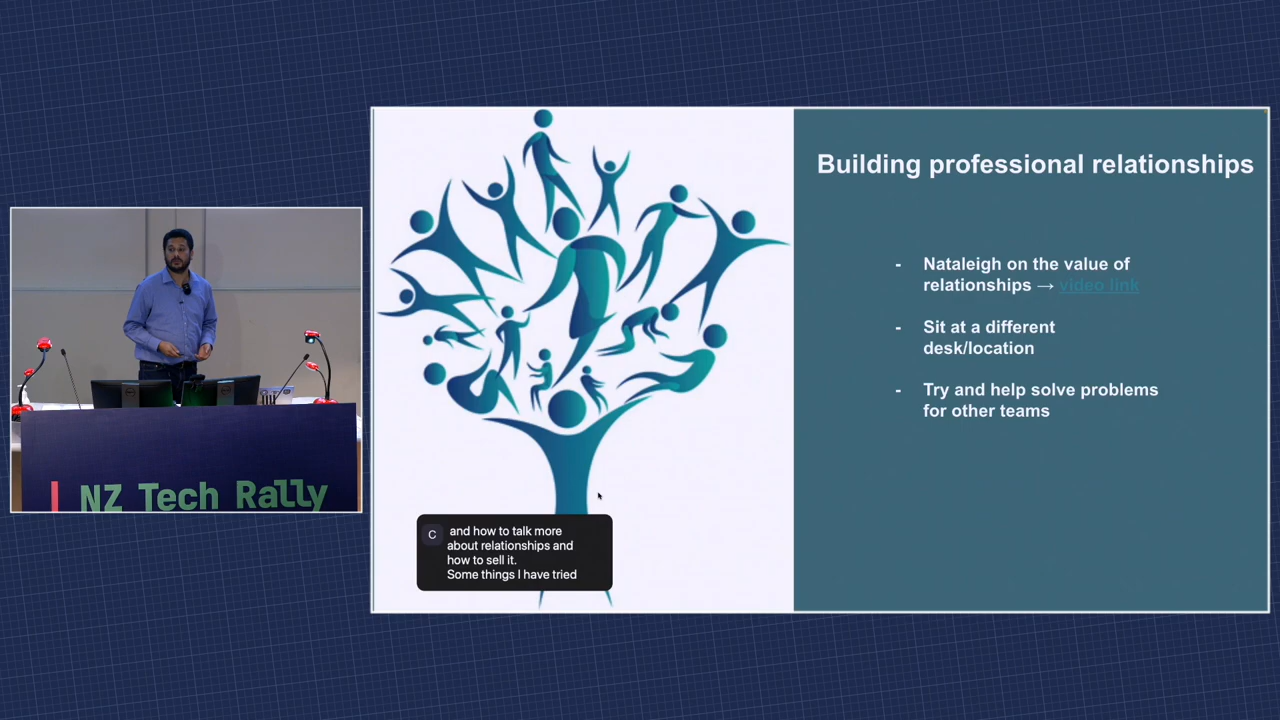 Building professional relationships
- Nataleigh on the value of
relationships → video link
- Sit at a different
desk/location
- Try and help solve problems
for other teams
C and how to talk more
about relationships and
how to sell it.
Some things I have tried
NZ Tech Rally